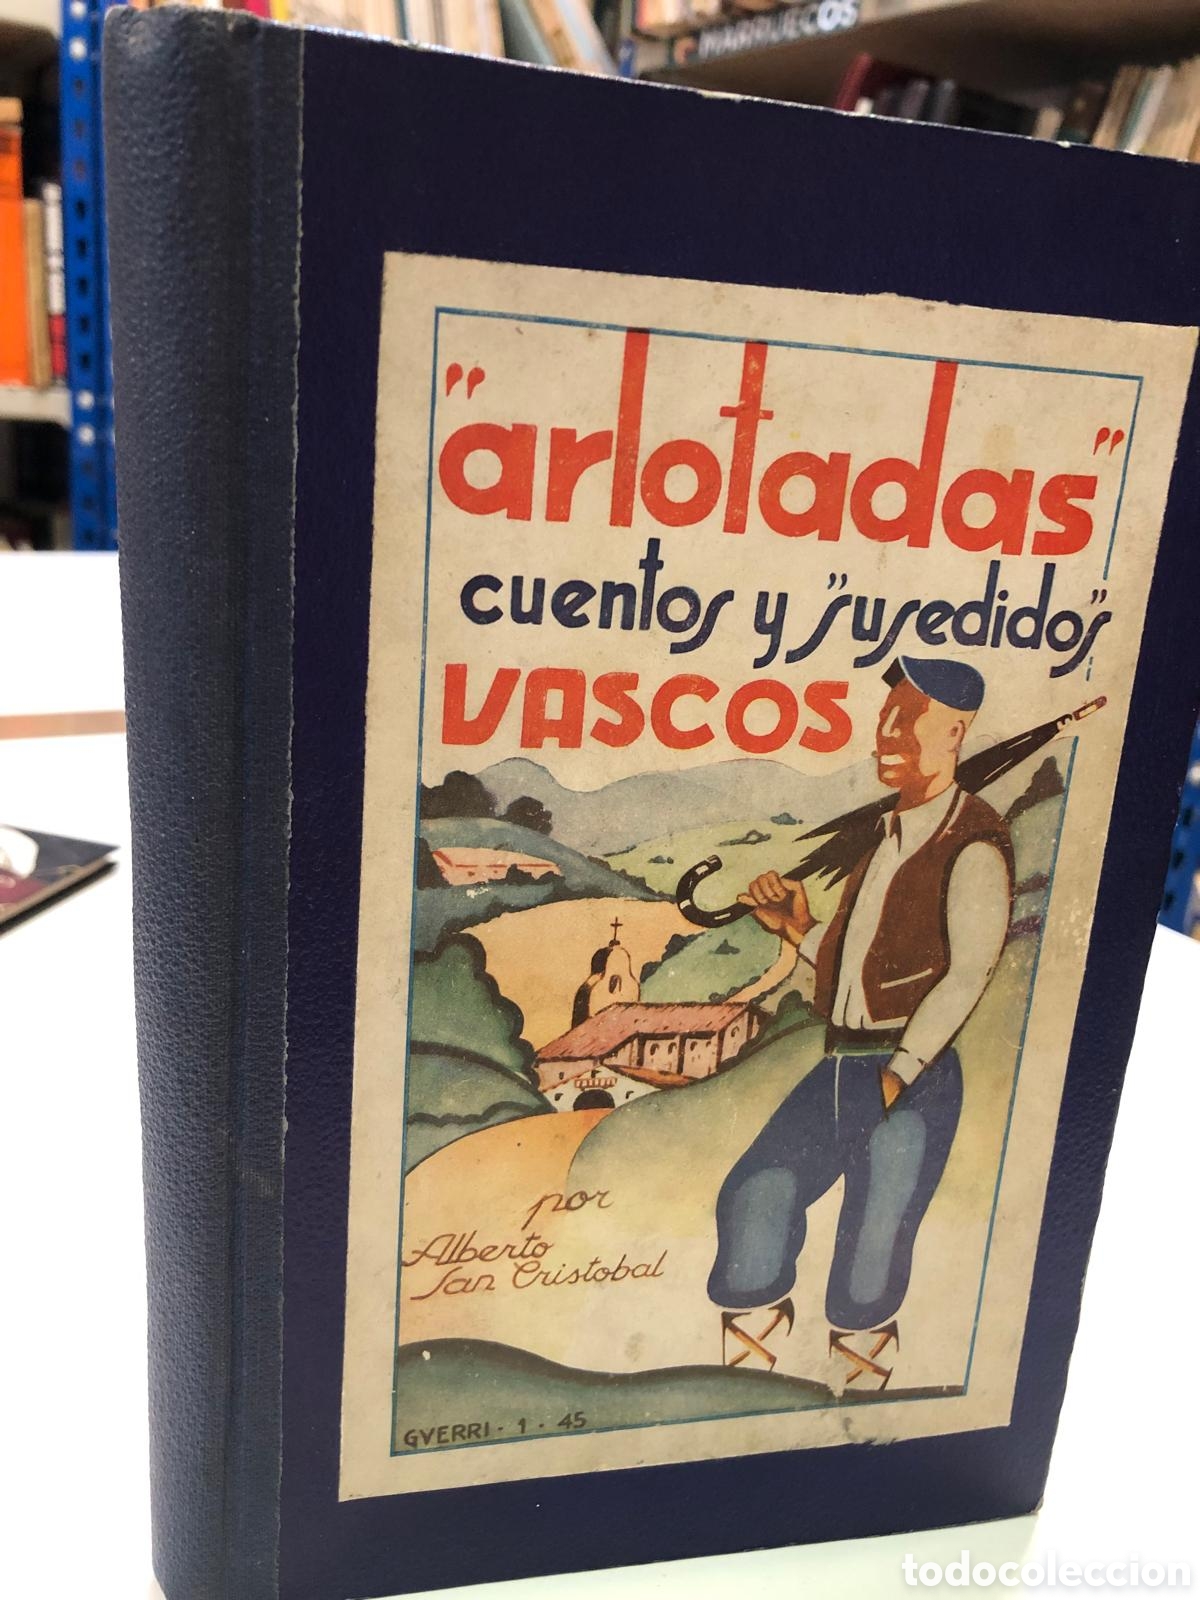 MARRUECOS
"arlotadas"
cuentos y "susedidos"
VASCOS
por
Alberto
San Cristobal
GVERRI - 1 - 45
todocoleccion